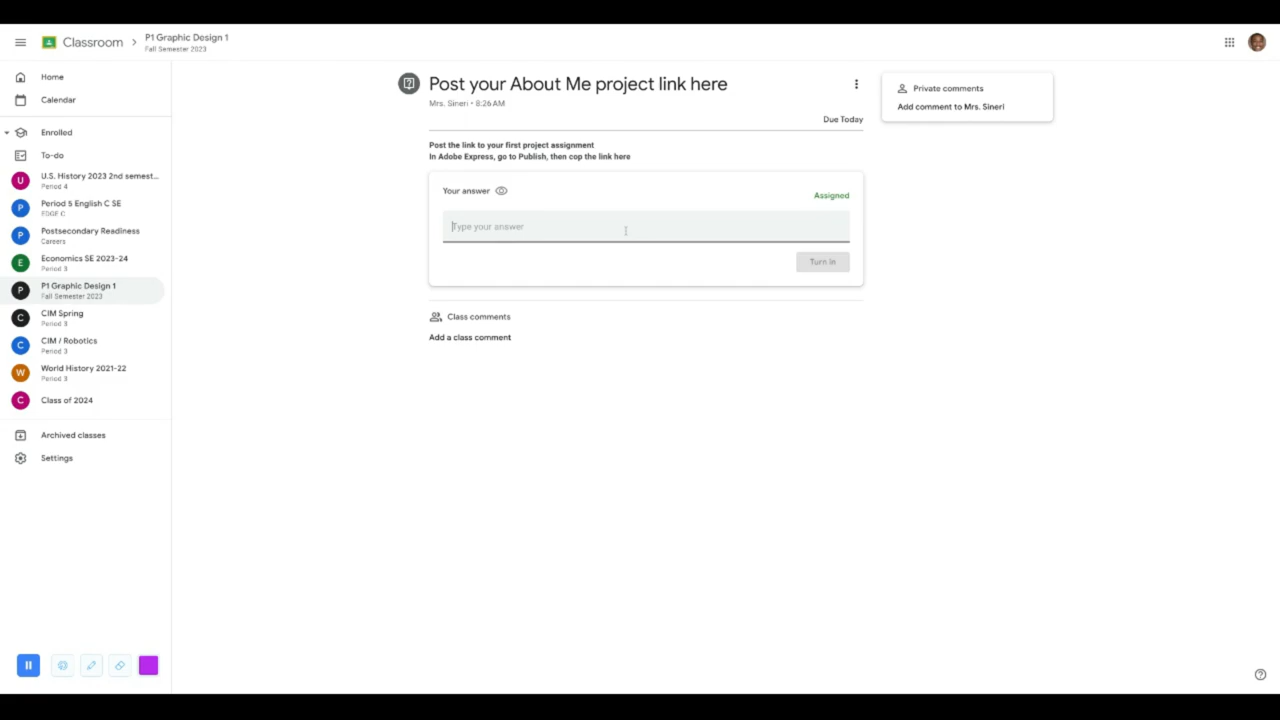 Classroom
P1 Graphic Design 1
Fall Semester 2023
Home
Calendar
Enrolled
To-do
U
U.S. History 2023 2nd semest...
Period 4
P
Period 5 English C SE
EDGE C
P
Postsecondary Readiness
Careers
E
Economics SE 2023-24
Period 3
P
P1 Graphic Design 1
Fall Semester 2023
C
CIM Spring
Period 3
C
CIM / Robotics
Period 3
W
World History 2021-22
Period 3
C
Class of 2024
Archived classes
Settings
Post your About Me project link here
Mrs. Sineri • 8:26 AM
Due Today
Post the link to your first project assignment
In Adobe Express, go to Publish, then cop the link here
Your answer
Assigned
Type your answer
Turn in
Class comments
Add a class comment
Private comments
Add comment to Mrs. Sineri